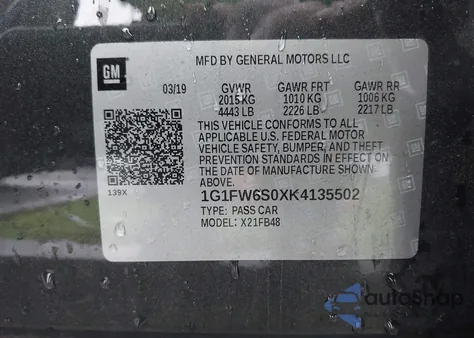 GM
MFD BY GENERAL MOTORS LLC
03/19 GVWR GAWR FRT GAWR RR
2015 KG 1010 KG 1006 KG
4443 LB 2226 LB 2217 LB
THIS VEHICLE CONFORMS TO ALL
APPLICABLE U.S. FEDERAL MOTOR
VEHICLE SAFETY, BUMPER, AND THEFT
PREVENTION STANDARDS IN EFFECT ON
THE DATE OF MANUFACTURE SHOWN
ABOVE.
139X
1G1FW6S0XK4135502
TYPE: PASS CAR
MODEL: X21FB48
autoSnap